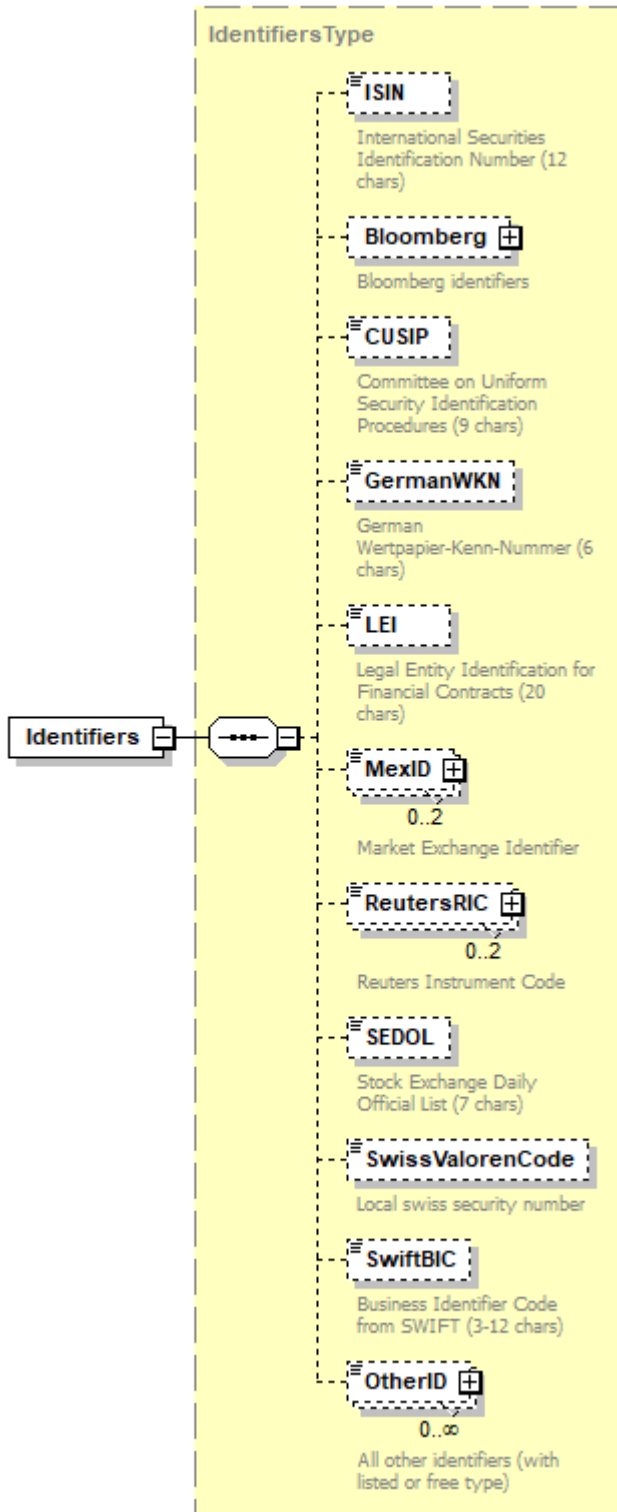 IdentifiersType
ISIN
International Securities
Identification Number (12
chars)
Bloomberg
Bloomberg identifiers
CUSIP
Committee on Uniform
Security Identification
Procedures (9 chars)
GermanWKN
German
Wertpapier-Kenn-Nummer (6
chars)
LEI
Legal Entity Identification for
Financial Contracts (20
chars)
Identifiers
MexID
0..2
Market Exchange Identifier
ReutersRIC
0..2
Reuters Instrument Code
SEDOL
Stock Exchange Daily
Official List (7 chars)
SwissValorenCode
Local swiss security number
SwiftBIC
Business Identifier Code
from SWIFT (3-12 chars)
OtherID
0..∞
All other identifiers (with
listed or free type)